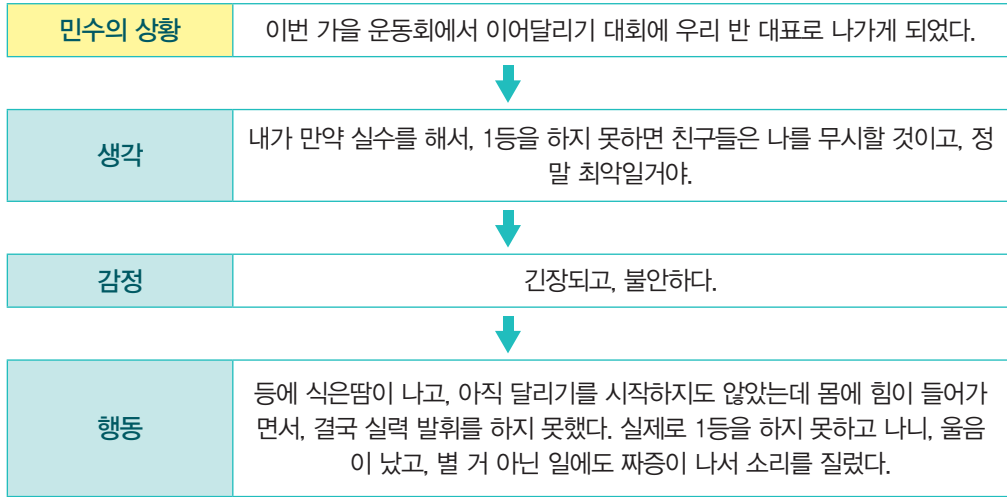 민수의 상황
이번 가을 운동회에서 이어달리기 대회에 우리 반 대표로 나가게 되었다.
생각
내가 만약 실수를 해서, 1등을 하지 못하면 친구들은 나를 무시할 것이고, 정
말 최악일거야.
감정
긴장되고, 불안하다.
행동
등에 식은땀이 나고, 아직 달리기를 시작하지도 않았는데 몸에 힘이 들어가
면서, 결국 실력 발휘를 하지 못했다. 실제로 1등을 하지 못하고 나니, 울음
이 났고, 별 거 아닌 일에도 짜증이 나서 소리를 질렀다.